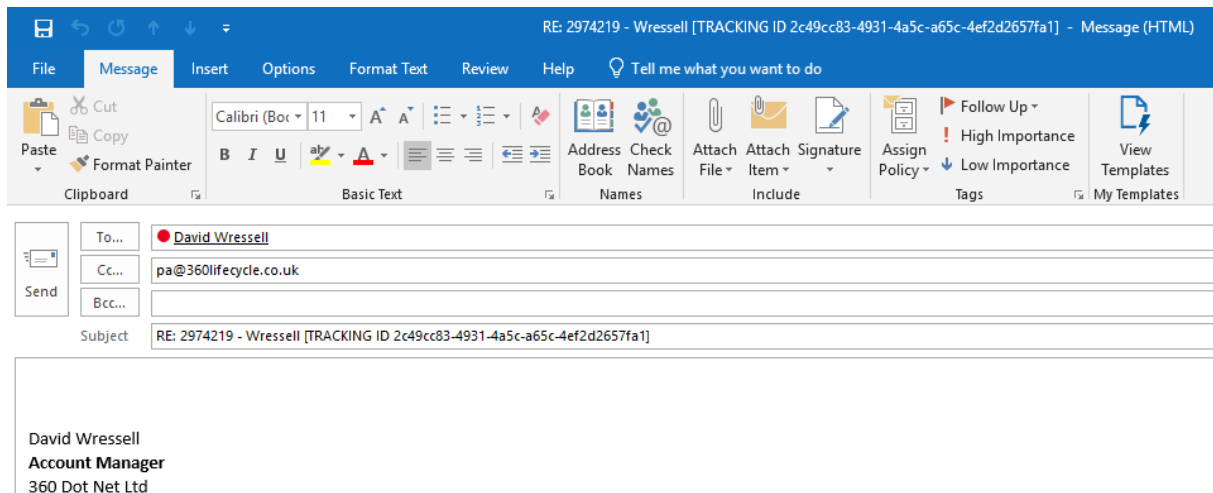 RE: 2974219 - Wressell [TRACKING ID 2c49cc83-4931-4a5c-a65c-4ef2d2657fa1] - Message (HTML)
File Message Insert Options Format Text Review Help Tell me what you want to do
Cut
Copy
Paste
Format Painter
Clipboard
Calibri (Boc 11
B I U
Basic Text
Address Book
Check Names
Names
Attach File
Attach Item
Signature
Include
Assign Policy
Follow Up
High Importance
Low Importance
Tags
View Templates
My Templates
Send
To... David Wressell
Cc... pa@360lifecycle.co.uk
Bcc...
Subject RE: 2974219 - Wressell [TRACKING ID 2c49cc83-4931-4a5c-a65c-4ef2d2657fa1]
David Wressell
Account Manager
360 Dot Net Ltd